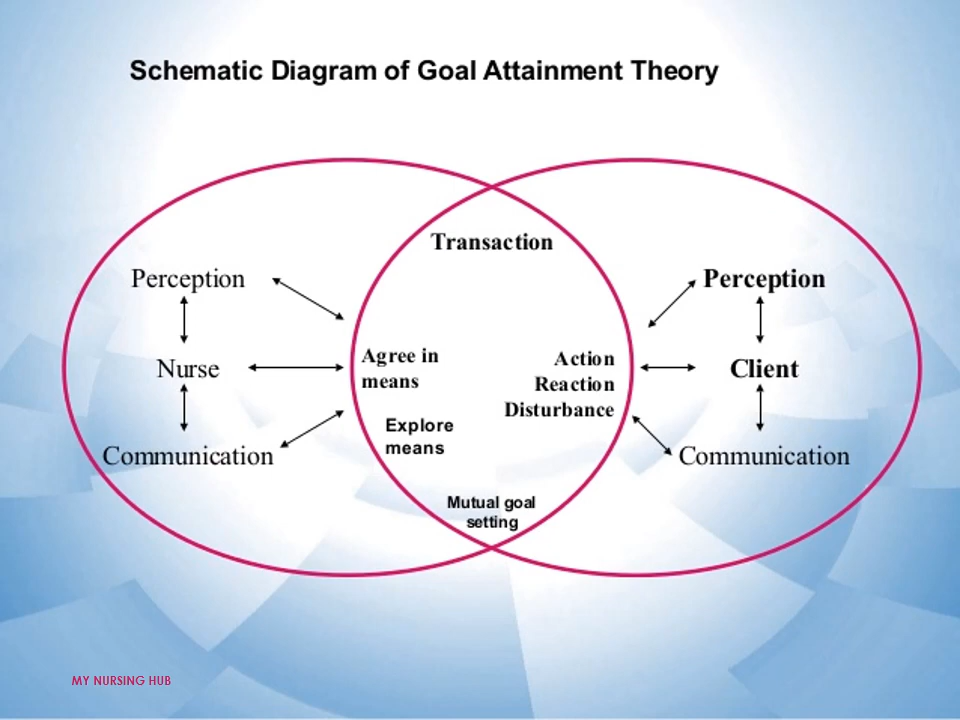 Schematic Diagram of Goal Attainment Theory
Transaction
Perception
Perception
Nurse
Agree in
means
Action
Reaction
Disturbance
Client
Explore
means
Communication
Communication
Mutual goal
setting
MY NURSING HUB